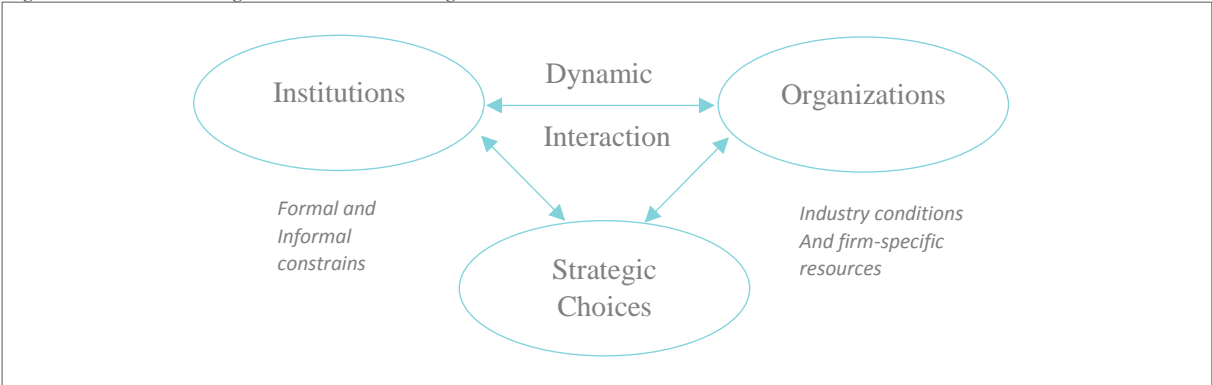 Institutions
Dynamic
Interaction
Organizations
Formal and
Informal
constrains
Industry conditions
And firm-specific
resources
Strategic
Choices